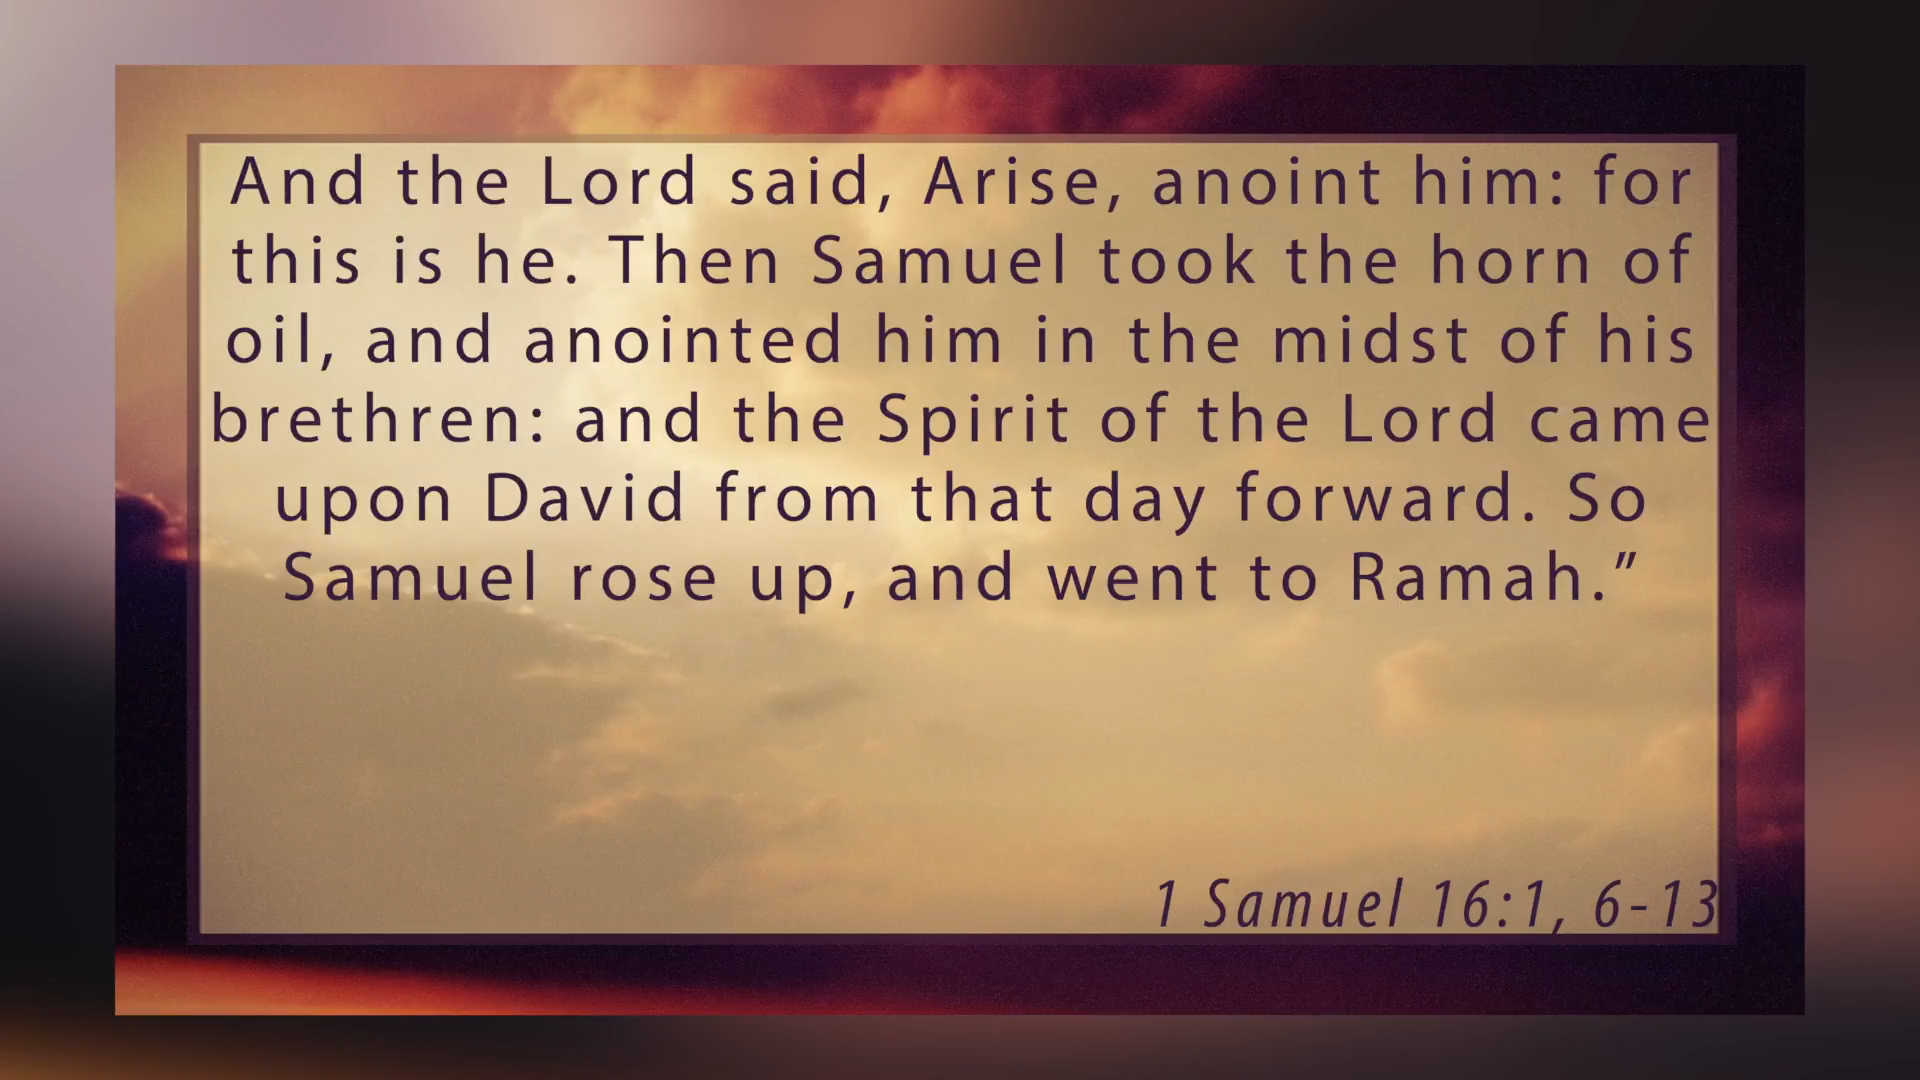 And the Lord said, Arise, anoint him: for
this is he. Then Samuel took the horn of
oil, and anointed him in the midst of his
brethren: and the Spirit of the Lord came
upon David from that day forward. So
Samuel rose up, and went to Ramah.”
1 Samuel 16:1, 6-13